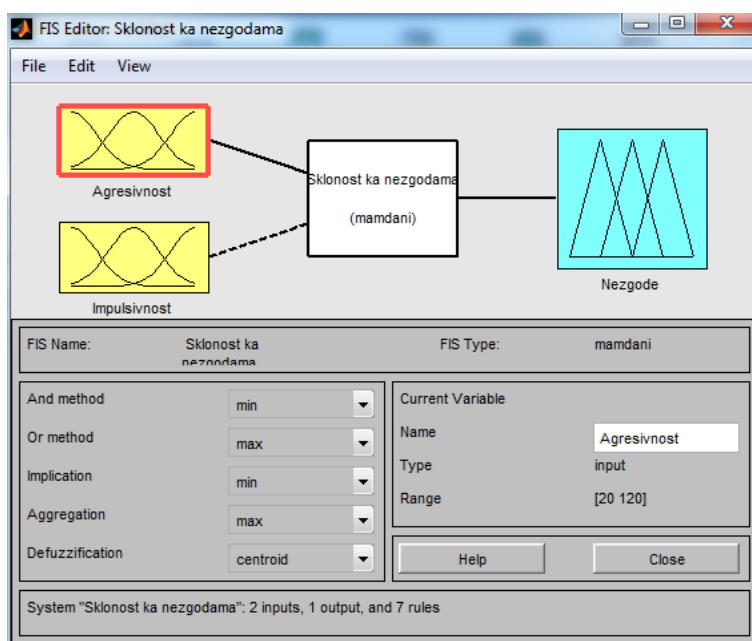 FIS Editor: Sklonost ka nezgodama
File Edit View
Agresivnost
Impulsivnost
Sklonost ka nezgodama
(mamdani)
Nezgode
FIS Name: Sklonost ka
nezgodama
FIS Type: mamdani
And method min
Or method max
Implication min
Aggregation max
Defuzzification centroid
Current Variable
Name Agresivnost
Type input
Range [20 120]
Help Close
System "Sklonost ka nezgodama": 2 inputs, 1 output, and 7 rules